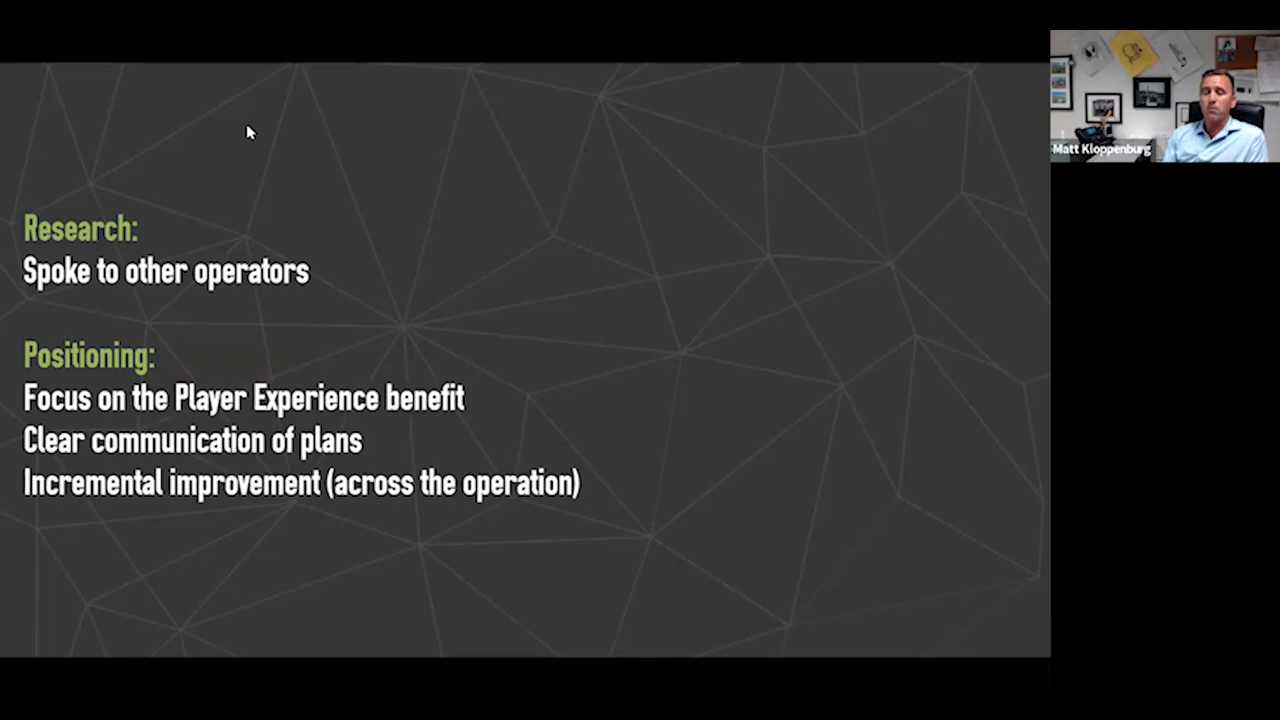 Research:
Spoke to other operators
Positioning:
Focus on the Player Experience benefit
Clear communication of plans
Incremental improvement (across the operation)
Matt Kloppenburg